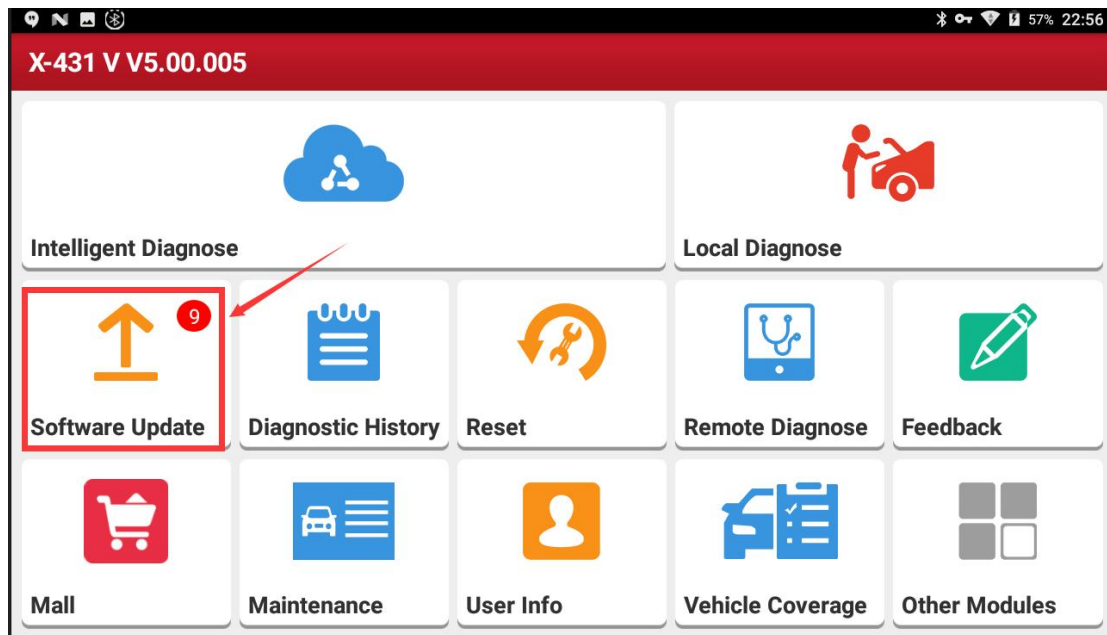 57% 22:56
X-431 V V5.00.005
Intelligent Diagnose
Local Diagnose
9
Software Update
Diagnostic History
Reset
Remote Diagnose
Feedback
Mall
Maintenance
User Info
Vehicle Coverage
Other Modules